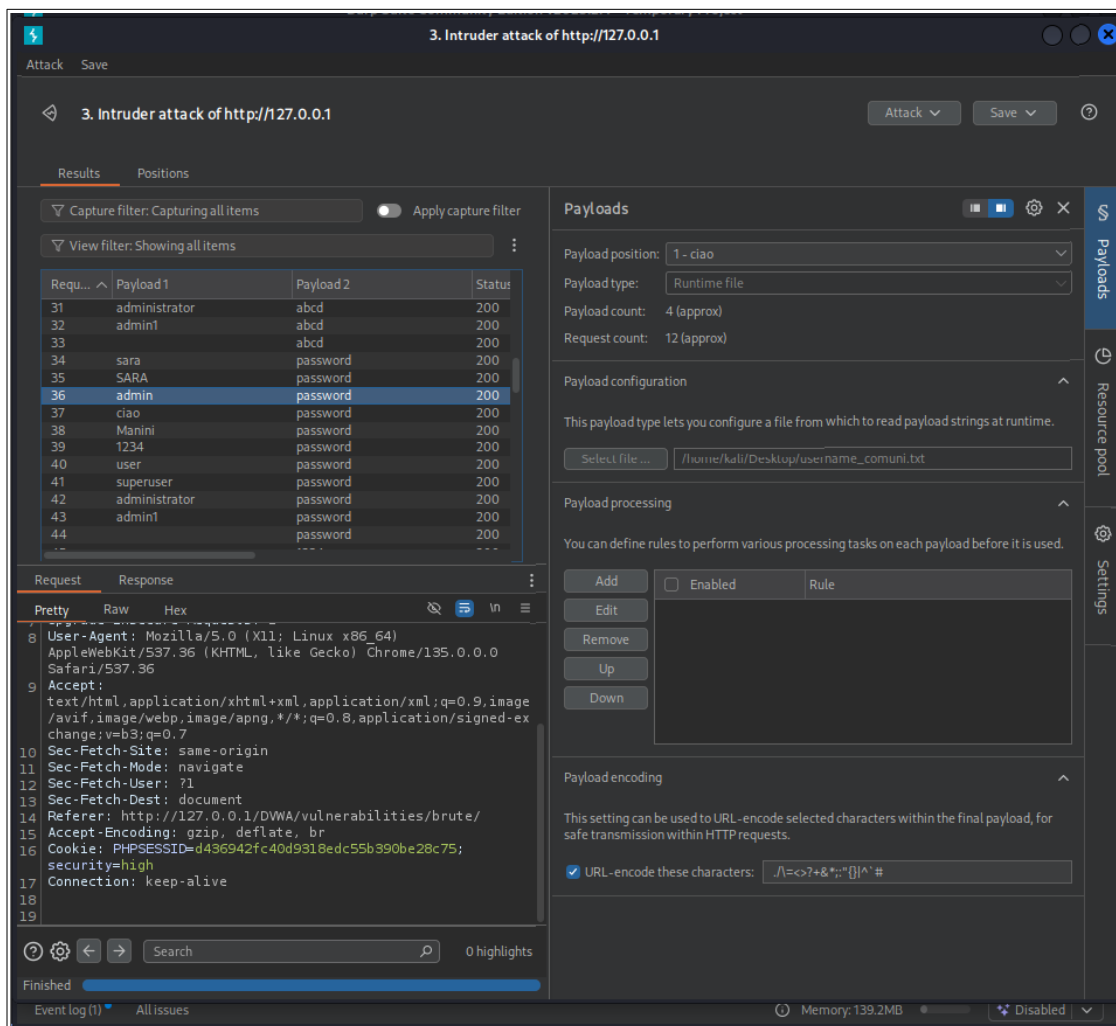 3. Intruder attack of http://127.0.0.1
Attack Save
3. Intruder attack of http://127.0.0.1
Attack Save
Results Positions
Capture filter: Capturing all items Apply capture filter
View filter: Showing all items
Requ... Payload 1 Payload 2 Status
31 administrator abcd 200
32 admin1 abcd 200
33 abcd 200
34 sara password 200
35 SARA password 200
36 admin password 200
37 ciao password 200
38 Manini password 200
39 1234 password 200
40 user password 200
41 superuser password 200
42 administrator password 200
43 admin1 password 200
44 password 200
Request Response
Pretty Raw Hex \n
8 User-Agent: Mozilla/5.0 (X11; Linux x86_64)
AppleWebKit/537.36 (KHTML, like Gecko) Chrome/135.0.0.0
Safari/537.36
9 Accept:
text/html,application/xhtml+xml,application/xml;q=0.9,image
/avif,image/webp,image/apng,*/*;q=0.8,application/signed-ex
change;v=b3;q=0.7
10 Sec-Fetch-Site: same-origin
11 Sec-Fetch-Mode: navigate
12 Sec-Fetch-User: ?1
13 Sec-Fetch-Dest: document
14 Referer: http://127.0.0.1/DVWA/vulnerabilities/brute/
15 Accept-Encoding: gzip, deflate, br
16 Cookie: PHPSESSID=d436942fc40d9318edc55b390be28c75;
security=high
17 Connection: keep-alive
18
19
Search 0 highlights
Finished
Payloads
Payload position: 1 - ciao
Payload type: Runtime file
Payload count: 4 (approx)
Request count: 12 (approx)
Payload configuration
This payload type lets you configure a file from which to read payload strings at runtime.
Select file ... /home/kali/Desktop/username_comuni.txt
Payload processing
You can define rules to perform various processing tasks on each payload before it is used.
Add Enabled Rule
Edit
Remove
Up
Down
Payload encoding
This setting can be used to URL-encode selected characters within the final payload, for
safe transmission within HTTP requests.
URL-encode these characters: ./\=<>?+&*;:"{}|^`#
Payloads
Resource pool
Settings
Event log (1) All issues Memory: 139.2MB Disabled